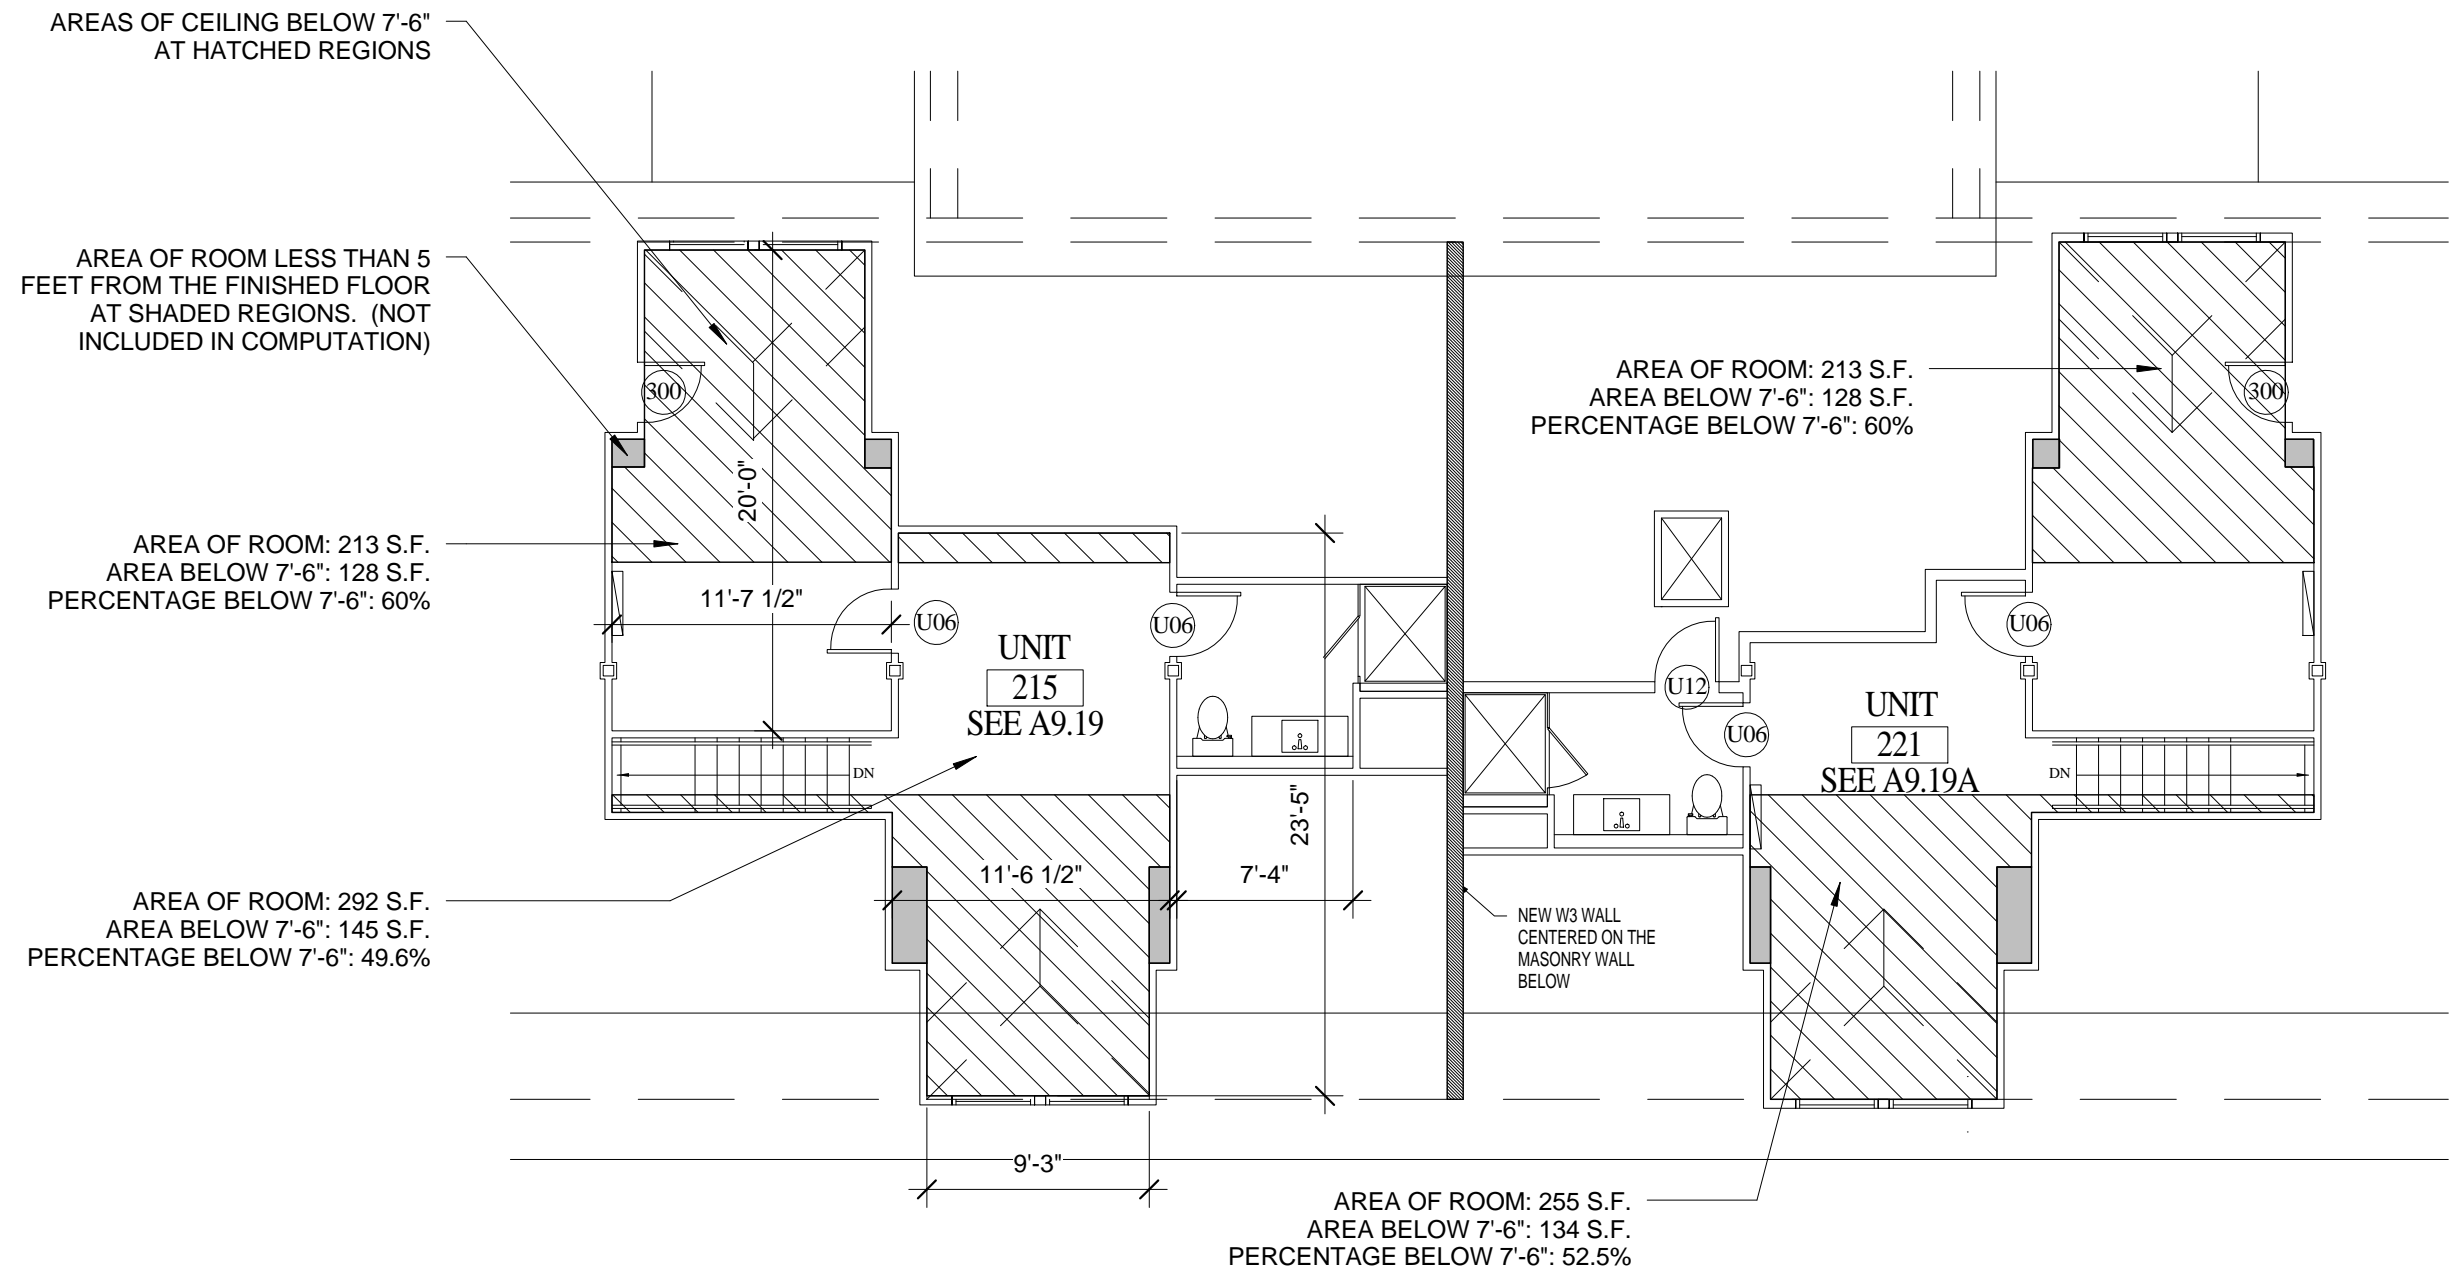 AREAS OF CEILING BELOW 7'-6"
AT HATCHED REGIONS
AREA OF ROOM LESS THAN 5
FEET FROM THE FINISHED FLOOR
AT SHADED REGIONS.  (NOT
INCLUDED IN COMPUTATION)
300
20'-0"
AREA OF ROOM: 213 S.F.
AREA BELOW 7'-6": 128 S.F.
PERCENTAGE BELOW 7'-6": 60%
300
AREA OF ROOM: 213 S.F.
AREA BELOW 7'-6": 128 S.F.
PERCENTAGE BELOW 7'-6": 60%
11'-7 1/2"
U06
UNIT
215
SEE A9.19
U06
DN
U12
U06
U06
UNIT
221
SEE A9.19A
DN
23'-5"
11'-6 1/2"
7'-4"
AREA OF ROOM: 292 S.F.
AREA BELOW 7'-6": 145 S.F.
PERCENTAGE BELOW 7'-6": 49.6%
NEW W3 WALL
CENTERED ON THE
MASONRY WALL
BELOW
9'-3"
AREA OF ROOM: 255 S.F.
AREA BELOW 7'-6": 134 S.F.
PERCENTAGE BELOW 7'-6": 52.5%